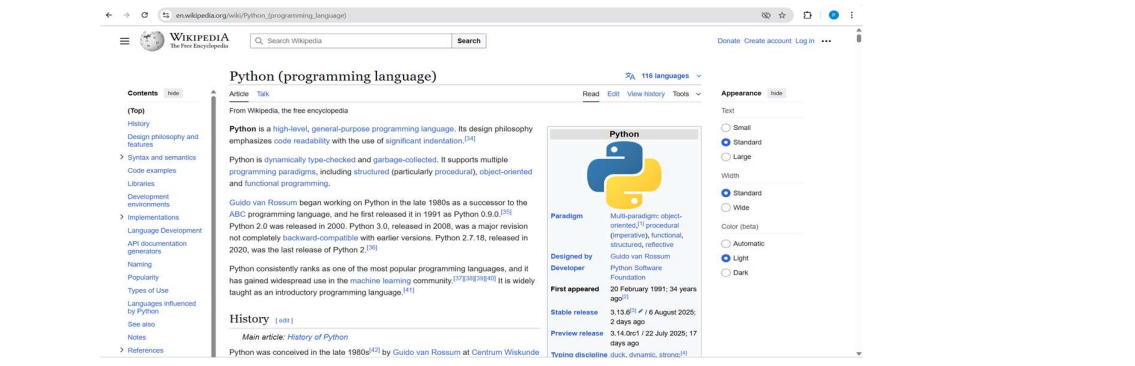 en.wikipedia.org/wiki/Python_(programming_language)
WIKIPEDIA
The Free Encyclopedia
Search Wikipedia
Search
Donate Create account Log in
Contents hide
(Top)
History
Design philosophy and
features
Syntax and semantics
Code examples
Libraries
Development
environments
Implementations
Language Development
API documentation
generators
Naming
Popularity
Types of Use
Languages influenced
by Python
See also
Notes
References
Python (programming language)
116 languages
Article Talk
Read Edit View history Tools
From Wikipedia, the free encyclopedia
Python is a high-level, general-purpose programming language. Its design philosophy
emphasizes code readability with the use of significant indentation.[34]
Python is dynamically type-checked and garbage-collected. It supports multiple
programming paradigms, including structured (particularly procedural), object-oriented
and functional programming.
Guido van Rossum began working on Python in the late 1980s as a successor to the
ABC programming language, and he first released it in 1991 as Python 0.9.0.[35]
Python 2.0 was released in 2000. Python 3.0, released in 2008, was a major revision
not completely backward-compatible with earlier versions. Python 2.7.18, released in
2020, was the last release of Python 2.[36]
Python consistently ranks as one of the most popular programming languages, and it
has gained widespread use in the machine learning community.[37][38][39][40] It is widely
taught as an introductory programming language.[41]
History [edit]
Main article: History of Python
Python was conceived in the late 1980s[42] by Guido van Rossum at Centrum Wiskunde
Python
Paradigm Multi-paradigm: object-
oriented,[1] procedural
(imperative), functional,
structured, reflective
Designed by Guido van Rossum
Developer Python Software
Foundation
First appeared 20 February 1991; 34 years
ago[2]
Stable release 3.13.6[3] / 6 August 2025;
2 days ago
Preview release 3.14.0rc1 / 22 July 2025; 17
days ago
Typing discipline duck, dynamic, strong;[4]
Appearance hide
Text
Small
Standard
Large
Width
Standard
Wide
Color (beta)
Automatic
Light
Dark